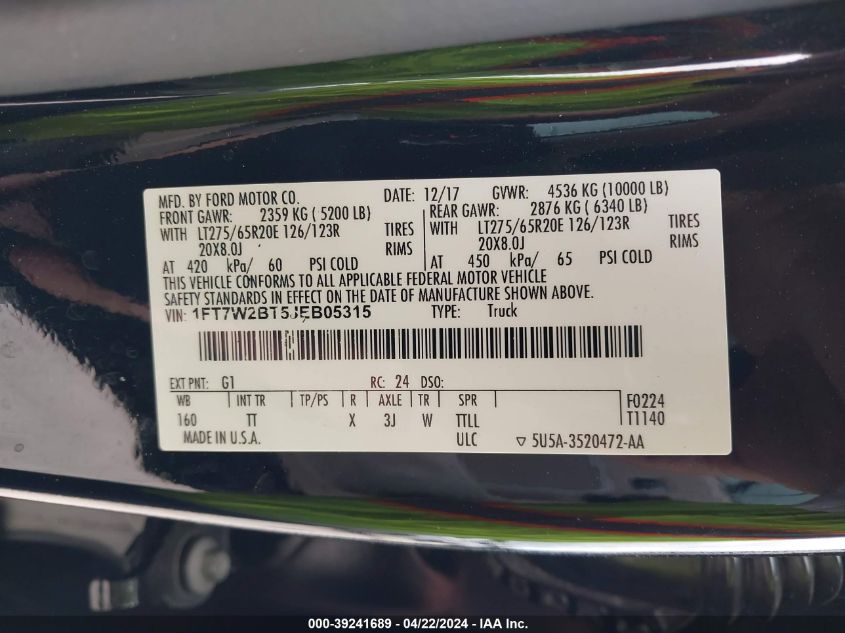 MFD. BY FORD MOTOR CO. DATE: 12/17 GVWR: 4536 KG (10000 LB)
FRONT GAWR: 2359 KG ( 5200 LB) REAR GAWR: 2876 KG ( 6340 LB)
WITH LT275/65R20E 126/123R TIRES WITH LT275/65R20E 126/123R TIRES
20X8.0J RIMS 20X8.0J RIMS
AT 420 kPa/ 60 PSI COLD AT 450 kPa/ 65 PSI COLD
THIS VEHICLE CONFORMS TO ALL APPLICABLE FEDERAL MOTOR VEHICLE
SAFETY STANDARDS IN EFFECT ON THE DATE OF MANUFACTURE SHOWN ABOVE.
VIN: 1FT7W2BT5JEB05315 TYPE: Truck
EXT PNT: G1 RC: 24 DSO:
WB INT TR TP/PS R AXLE TR SPR F0224
160 TT X 3J W TTLL T1140
MADE IN U.S.A. ULC 5U5A-3520472-AA
000-39241689 - 04/22/2024 - IAA Inc.